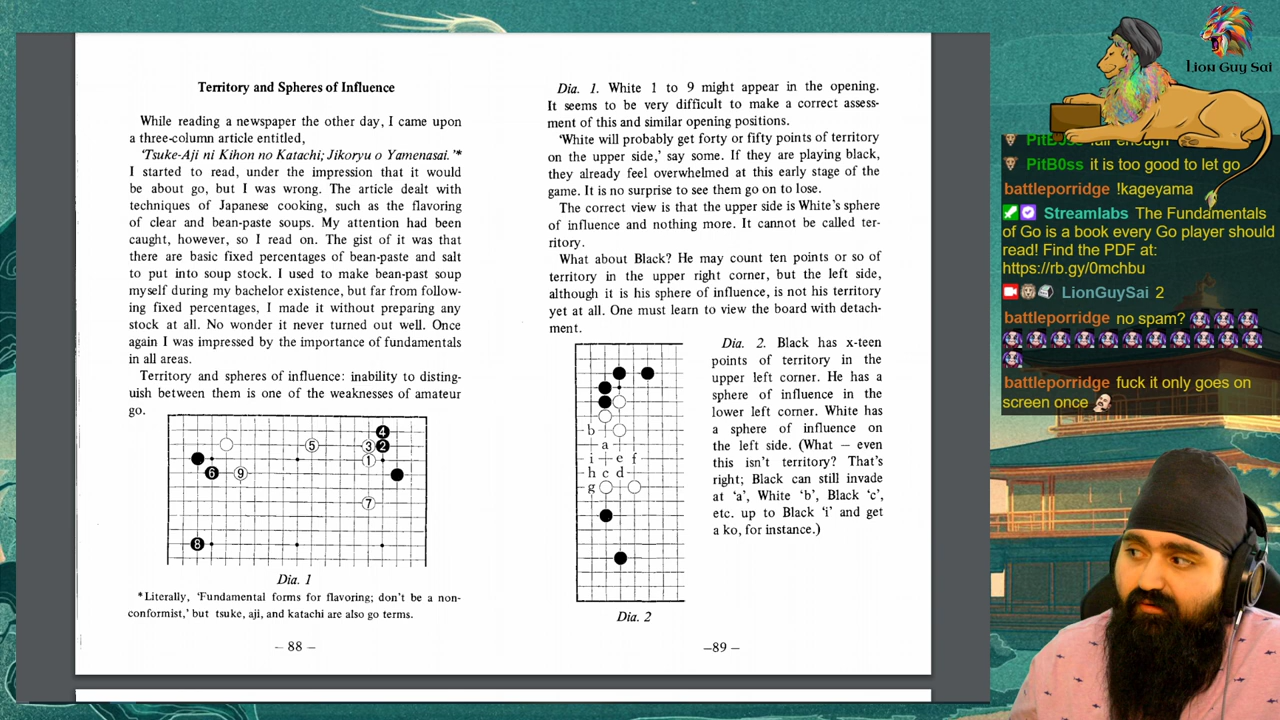 Territory and Spheres of Influence
While reading a newspaper the other day, I came upon
a three-column article entitled,
'Tsuke-Aji ni Kihon no Katachi; Jikoryu o Yamenasai.'*
I started to read, under the impression that it would
be about go, but I was wrong. The article dealt with
techniques of Japanese cooking, such as the flavoring
of clear and bean-paste soups. My attention had been
caught, however, so I read on. The gist of it was that
there are basic fixed percentages of bean-paste and salt
to put into soup stock. I used to make bean-past soup
myself during my bachelor existence, but far from follow-
ing fixed percentages, I made it without preparing any
stock at all. No wonder it never turned out well. Once
again I was impressed by the importance of fundamentals
in all areas.
Territory and spheres of influence: inability to disting-
uish between them is one of the weaknesses of amateur
go.
4
5 3 2
1
6 9
7
8
Dia. 1
*Literally, 'Fundamental forms for flavoring; don't be a non-
conformist,' but tsuke, aji, and katachi are also go terms.
– 88 –
Dia. 1. White 1 to 9 might appear in the opening.
It seems to be very difficult to make a correct assess-
ment of this and similar opening positions.
'White will probably get forty or fifty points of territory
on the upper side,' say some. If they are playing black,
they already feel overwhelmed at this early stage of the
game. It is no surprise to see them go on to lose.
The correct view is that the upper side is White's sphere
of influence and nothing more. It cannot be called ter-
ritory.
What about Black? He may count ten points or so of
territory in the upper right corner, but the left side,
although it is his sphere of influence, is not his territory
yet at all. One must learn to view the board with detach-
ment.
Dia. 2. Black has x-teen
points of territory in the
upper left corner. He has a
sphere of influence in the
lower left corner. White has
a sphere of influence on
the left side. (What – even
this isn't territory? That's
right; Black can still invade
at 'a', White 'b', Black 'c',
etc. up to Black 'i' and get
a ko, for instance.)
b
a
i e f
h c d
g
Dia. 2
–89 –
Lion Guy Sai
PitB0ss it is too good to let go
battleporridge !kageyama
Streamlabs The Fundamentals
of Go is a book every Go player should
read! Find the PDF at:
https://rb.gy/0mchbu
LionGuySai 2
battleporridge no spam?
battleporridge fuck it only goes on
screen once